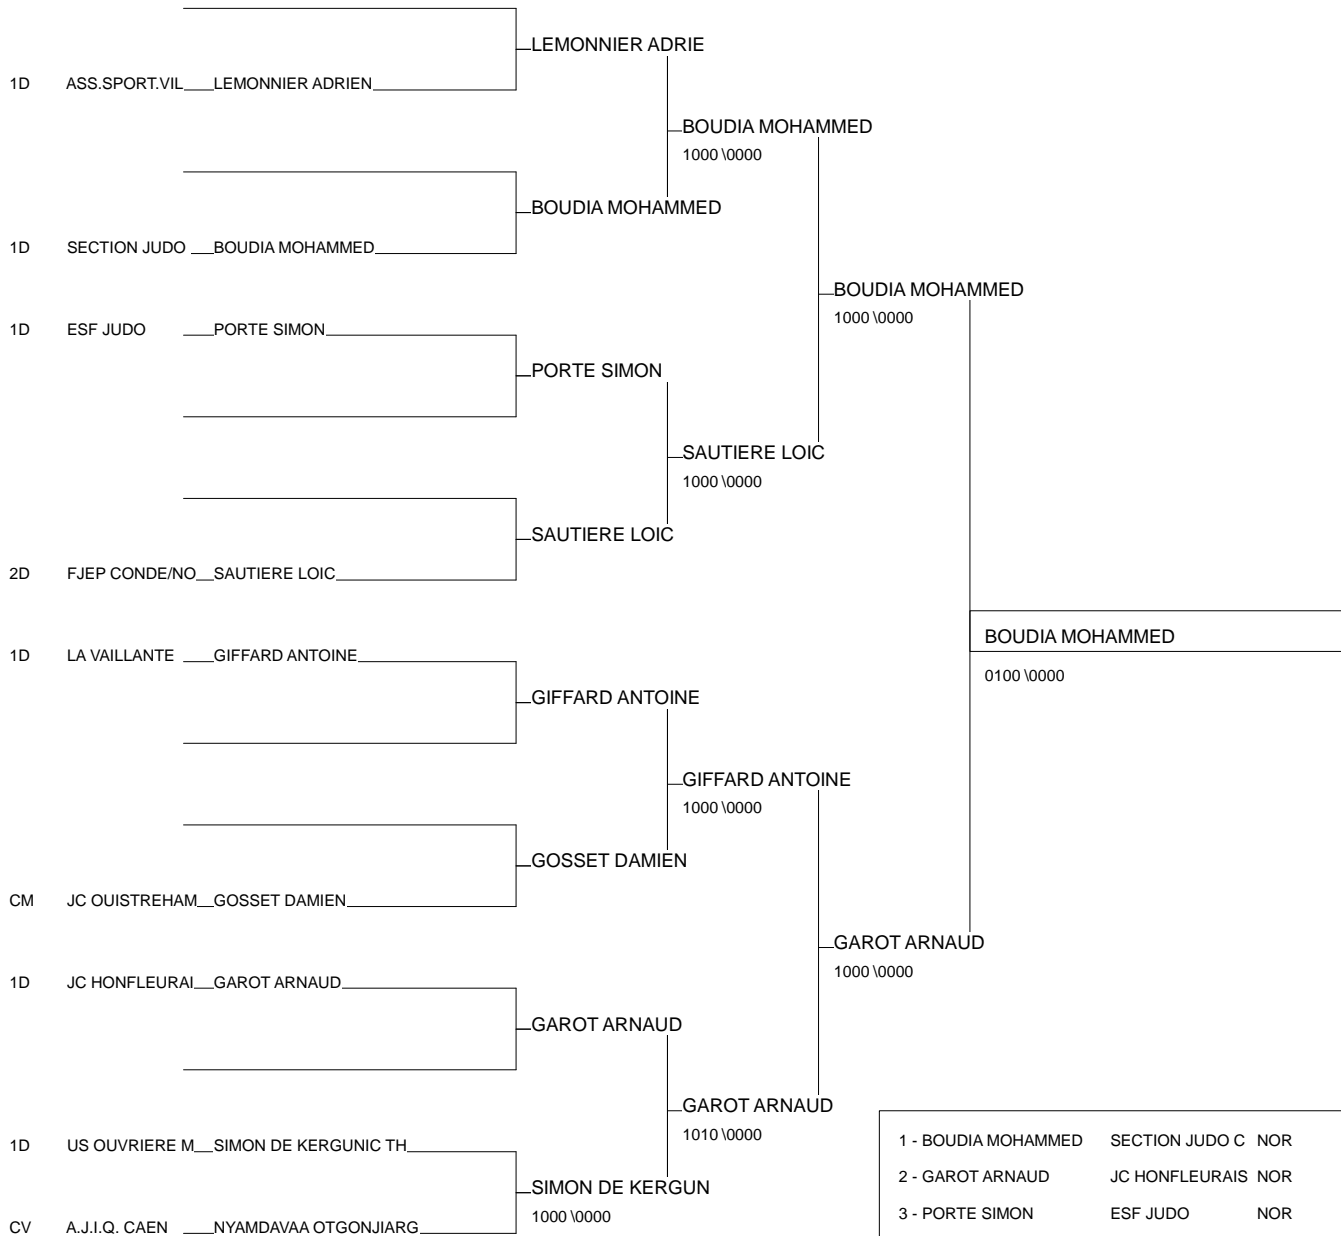 LEMONNIER ADRIE
1D ASS.SPORT.VIL LEMONNIER ADRIEN
BOUDIA MOHAMMED
1000 \0000
BOUDIA MOHAMMED
1D SECTION JUDO BOUDIA MOHAMMED
BOUDIA MOHAMMED
1000 \0000
1D ESF JUDO PORTE SIMON
PORTE SIMON
SAUTIERE LOIC
1000 \0000
SAUTIERE LOIC
2D FJEP CONDE/NO SAUTIERE LOIC
BOUDIA MOHAMMED
0100 \0000
1D LA VAILLANTE GIFFARD ANTOINE
GIFFARD ANTOINE
GIFFARD ANTOINE
1000 \0000
GOSSET DAMIEN
CM JC OUISTREHAM GOSSET DAMIEN
GAROT ARNAUD
1000 \0000
1D JC HONFLEURAI GAROT ARNAUD
GAROT ARNAUD
GAROT ARNAUD
1010 \0000
1D US OUVRIERE M SIMON DE KERGUNIC TH
SIMON DE KERGUN
1000 \0000
CV A.J.I.Q. CAEN NYAMDAVAA OTGONJIARG
1 - BOUDIA MOHAMMED SECTION JUDO C NOR
2 - GAROT ARNAUD JC HONFLEURAIS NOR
3 - PORTE SIMON ESF JUDO NOR